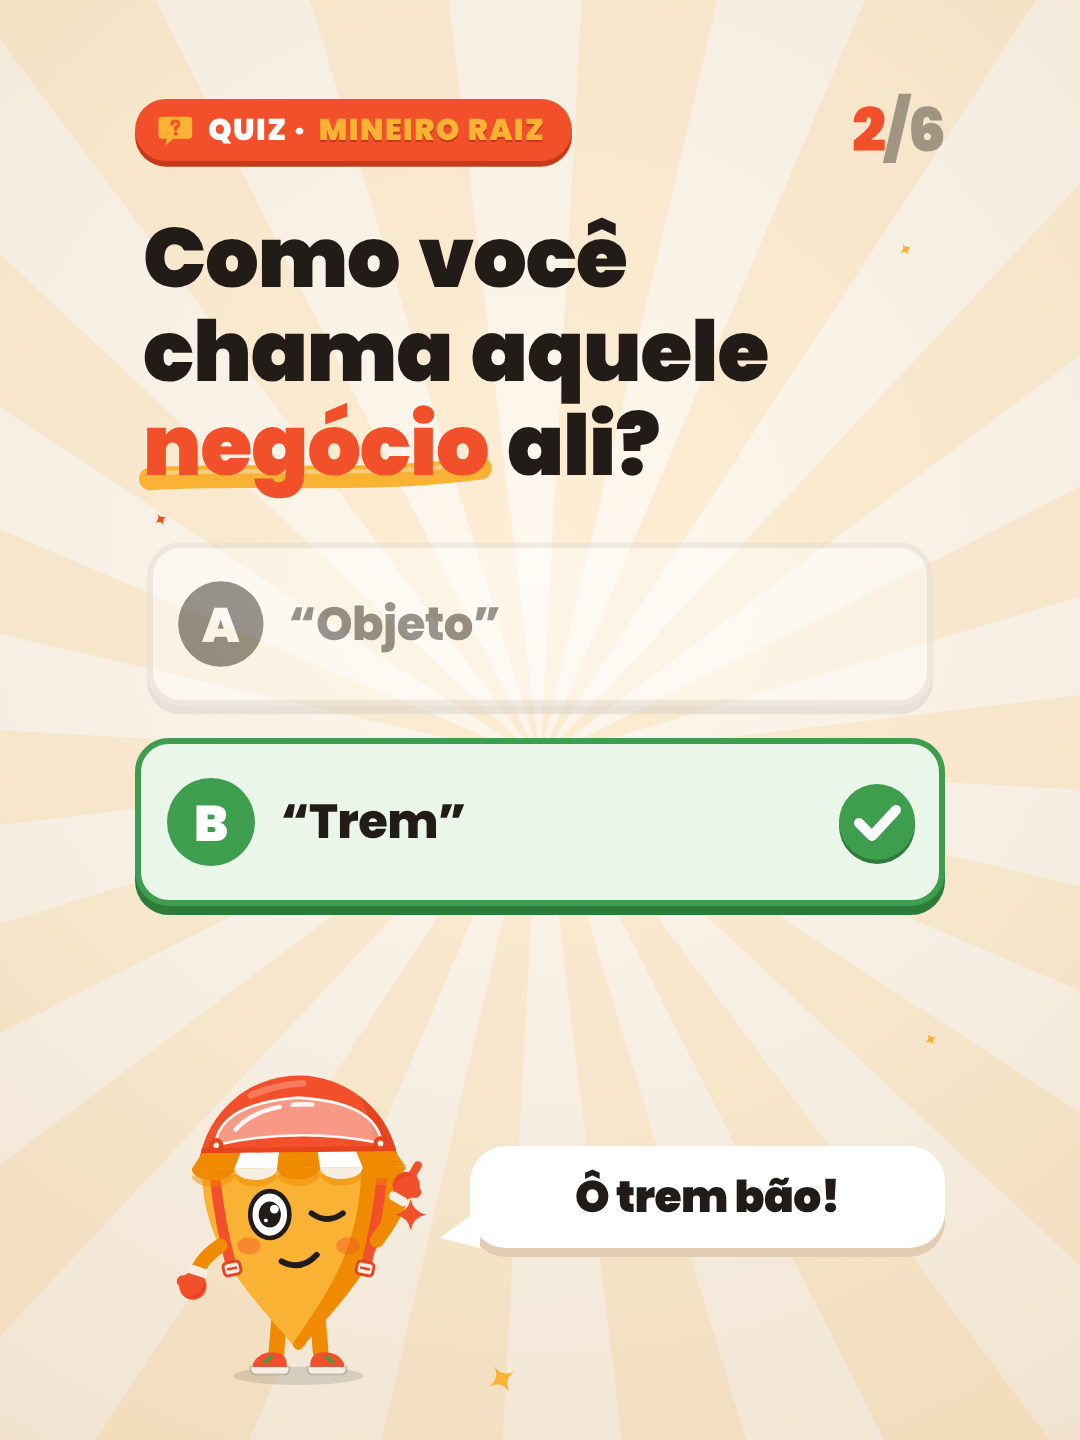 QUIZ · MINEIRO RAIZ
2/6
Como você
chama aquele
negócio ali?
A “Objeto”
B “Trem”
Ô trem bão!